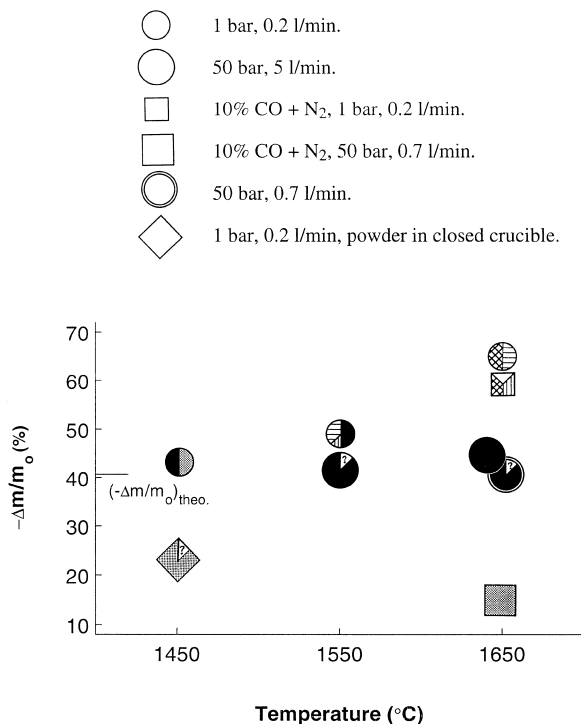 1 bar, 0.2 l/min.
50 bar, 5 l/min.
10% CO + N₂, 1 bar, 0.2 l/min.
10% CO + N₂, 50 bar, 0.7 l/min.
50 bar, 0.7 l/min.
1 bar, 0.2 l/min, powder in closed crucible.
70
60
50
40
30
20
10
−Δm/mₒ (%)
(-Δm/mₒ)theo.
?
?
?
1450
1550
1650
Temperature (°C)